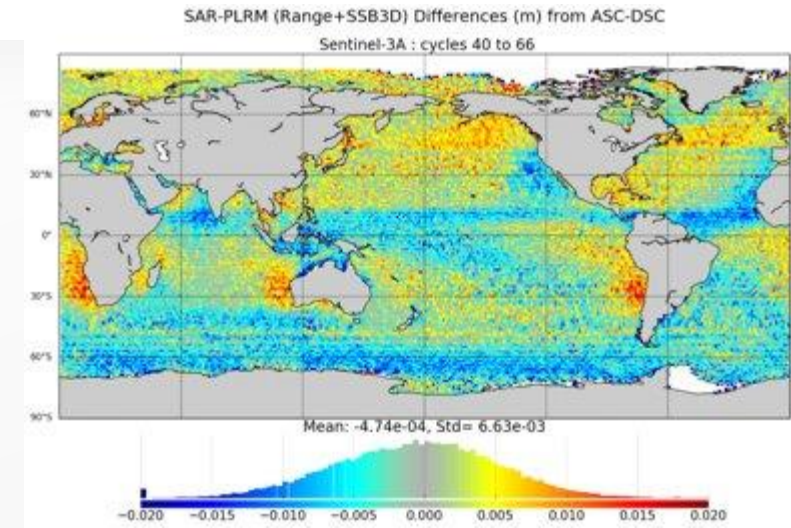 SAR-PLRM (Range+SSB3D) Differences (m) from ASC-DSC
Sentinel-3A : cycles 40 to 66
60°N
30°N
0°
30°S
60°S
90°S
Mean: -4.74e-04, Std= 6.63e-03
−0.020 −0.015 −0.010 −0.005 0.000 0.005 0.010 0.015 0.020